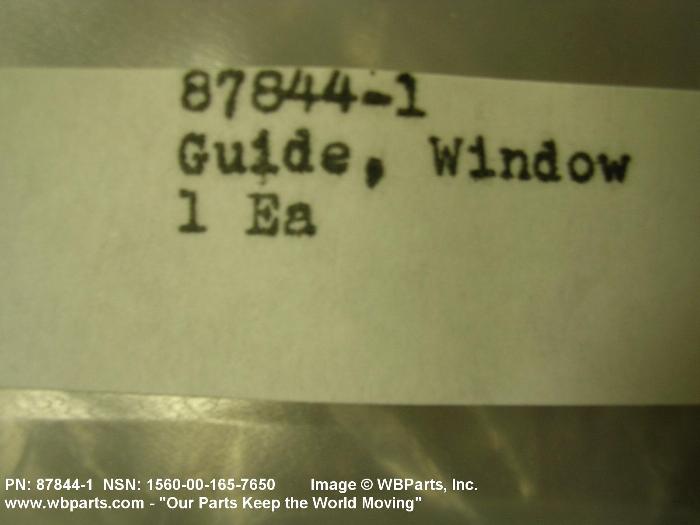 87844-1
Guide, Window
1 Ea
PN: 87844-1 NSN: 1560-00-165-7650 Image © WBParts, Inc.
www.wbparts.com - "Our Parts Keep the World Moving"